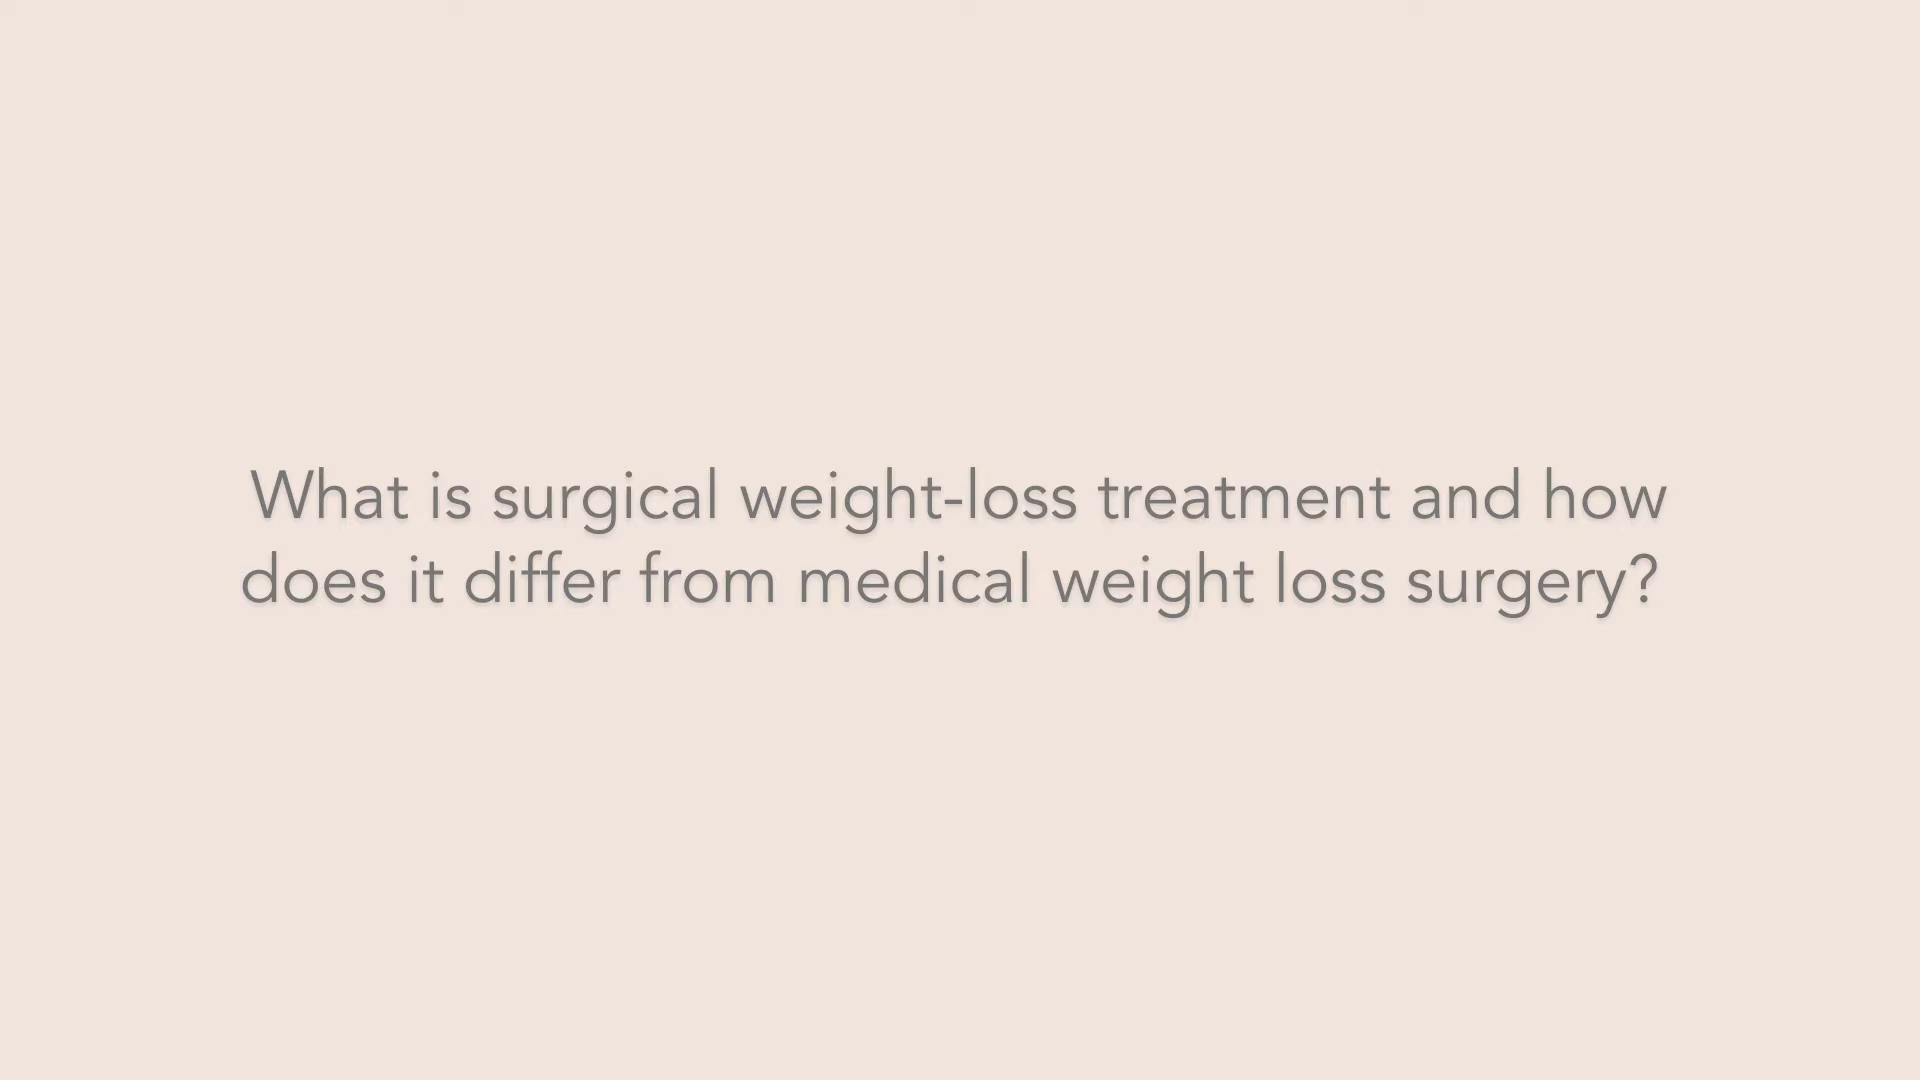 What is surgical weight-loss treatment and how
does it differ from medical weight loss surgery?